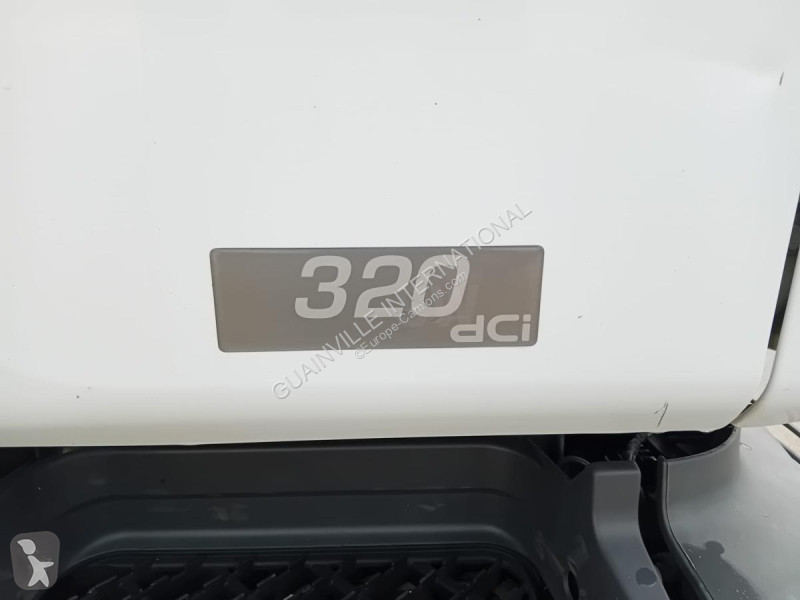 320
dCi
GUAINVILLE INTERNATIONAL
©Europe-Camions.com